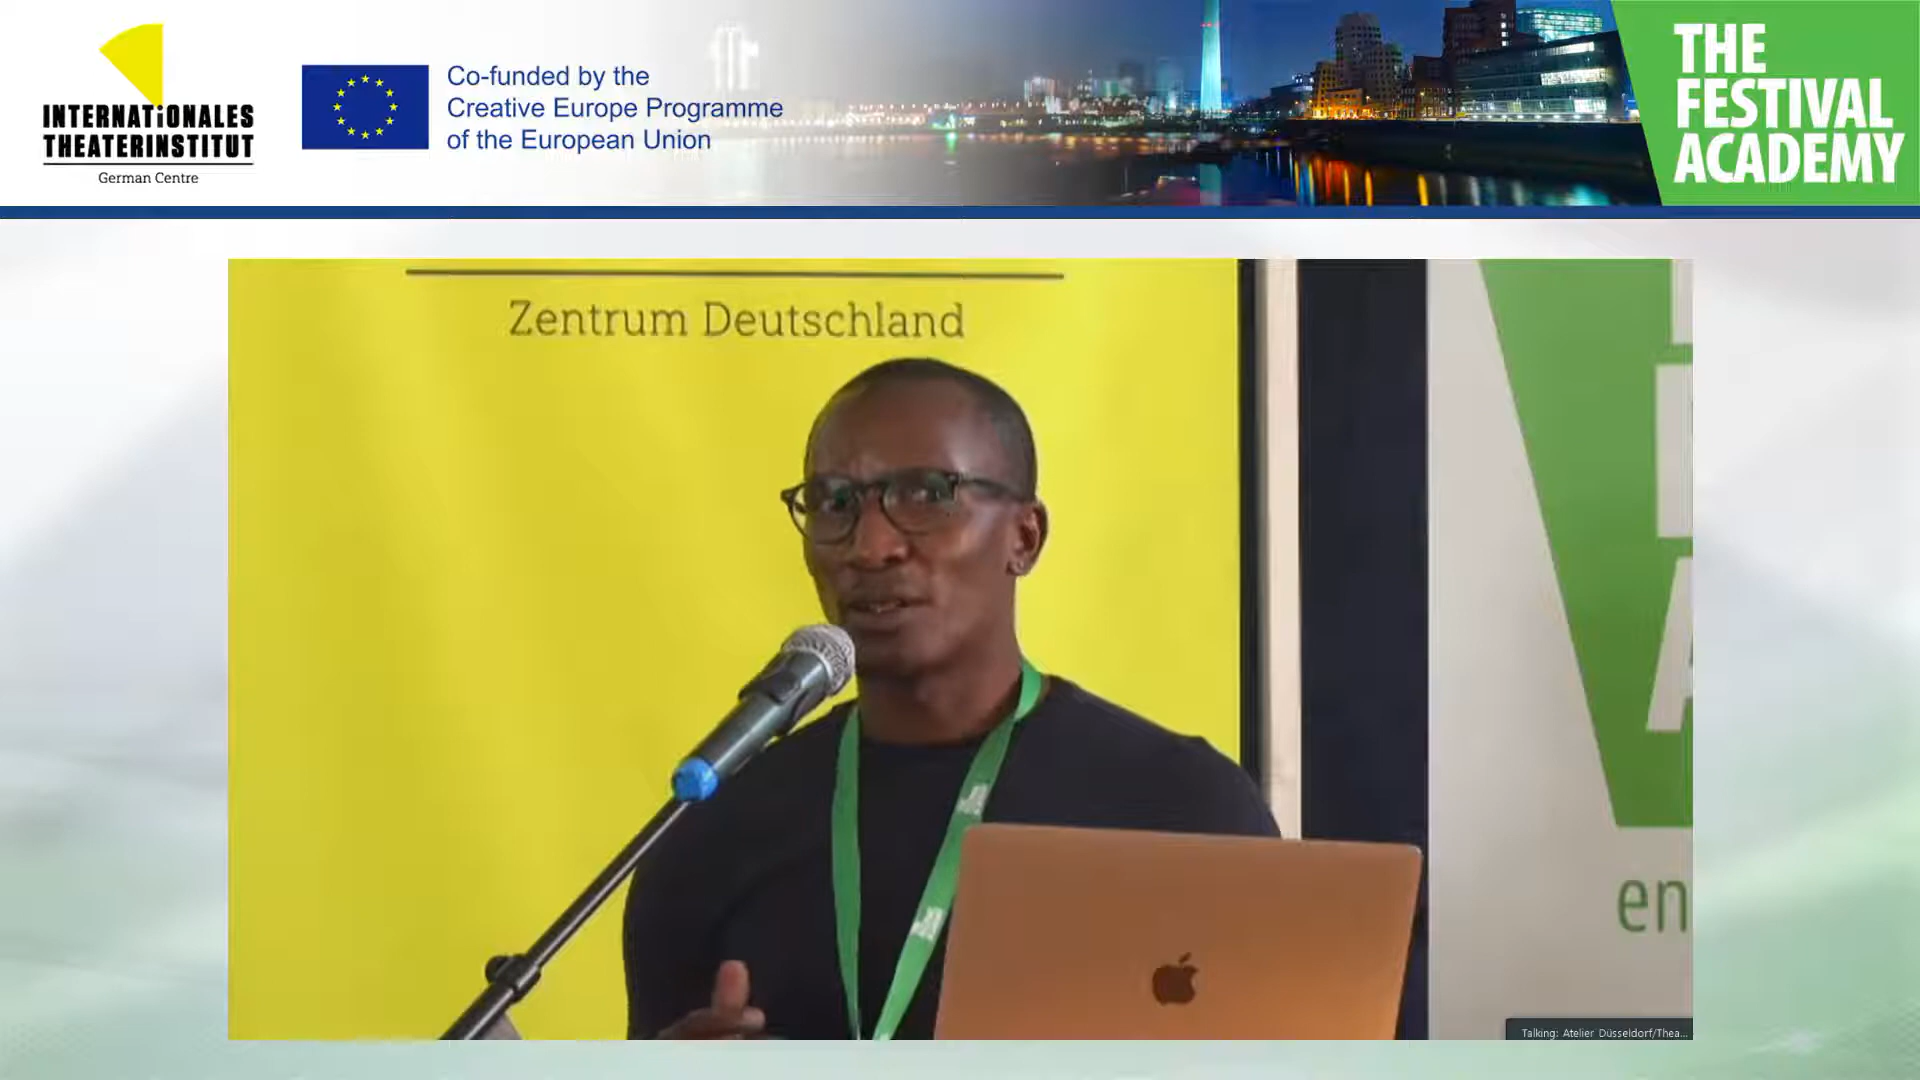 INTERNATiONALES
THEATERINSTITUT
German Centre
Co-funded by the
Creative Europe Programme
of the European Union
THE
FESTIVAL
ACADEMY
Zentrum Deutschland
en
Talking: Atelier Düsseldorf/Thea...